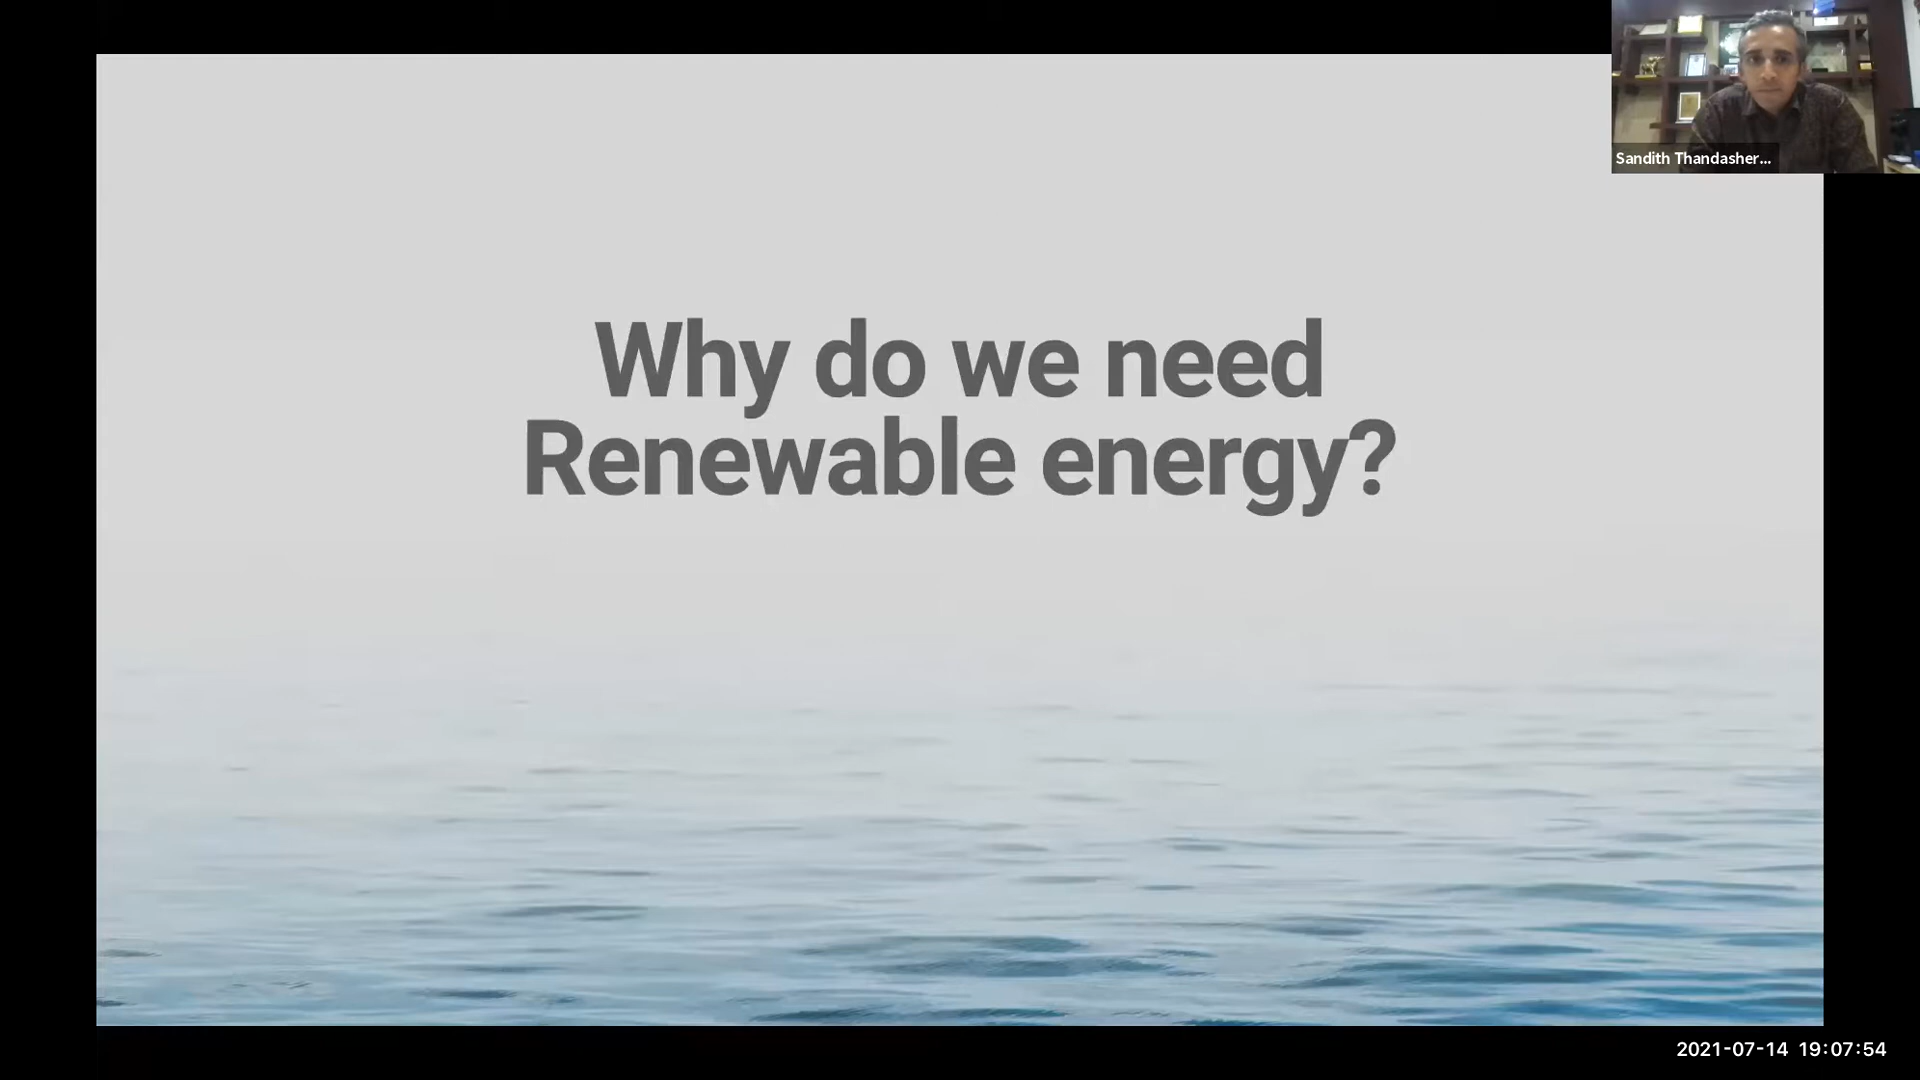 Why do we need
Renewable energy?
Sandith Thandasher...
2021-07-14 19:07:54